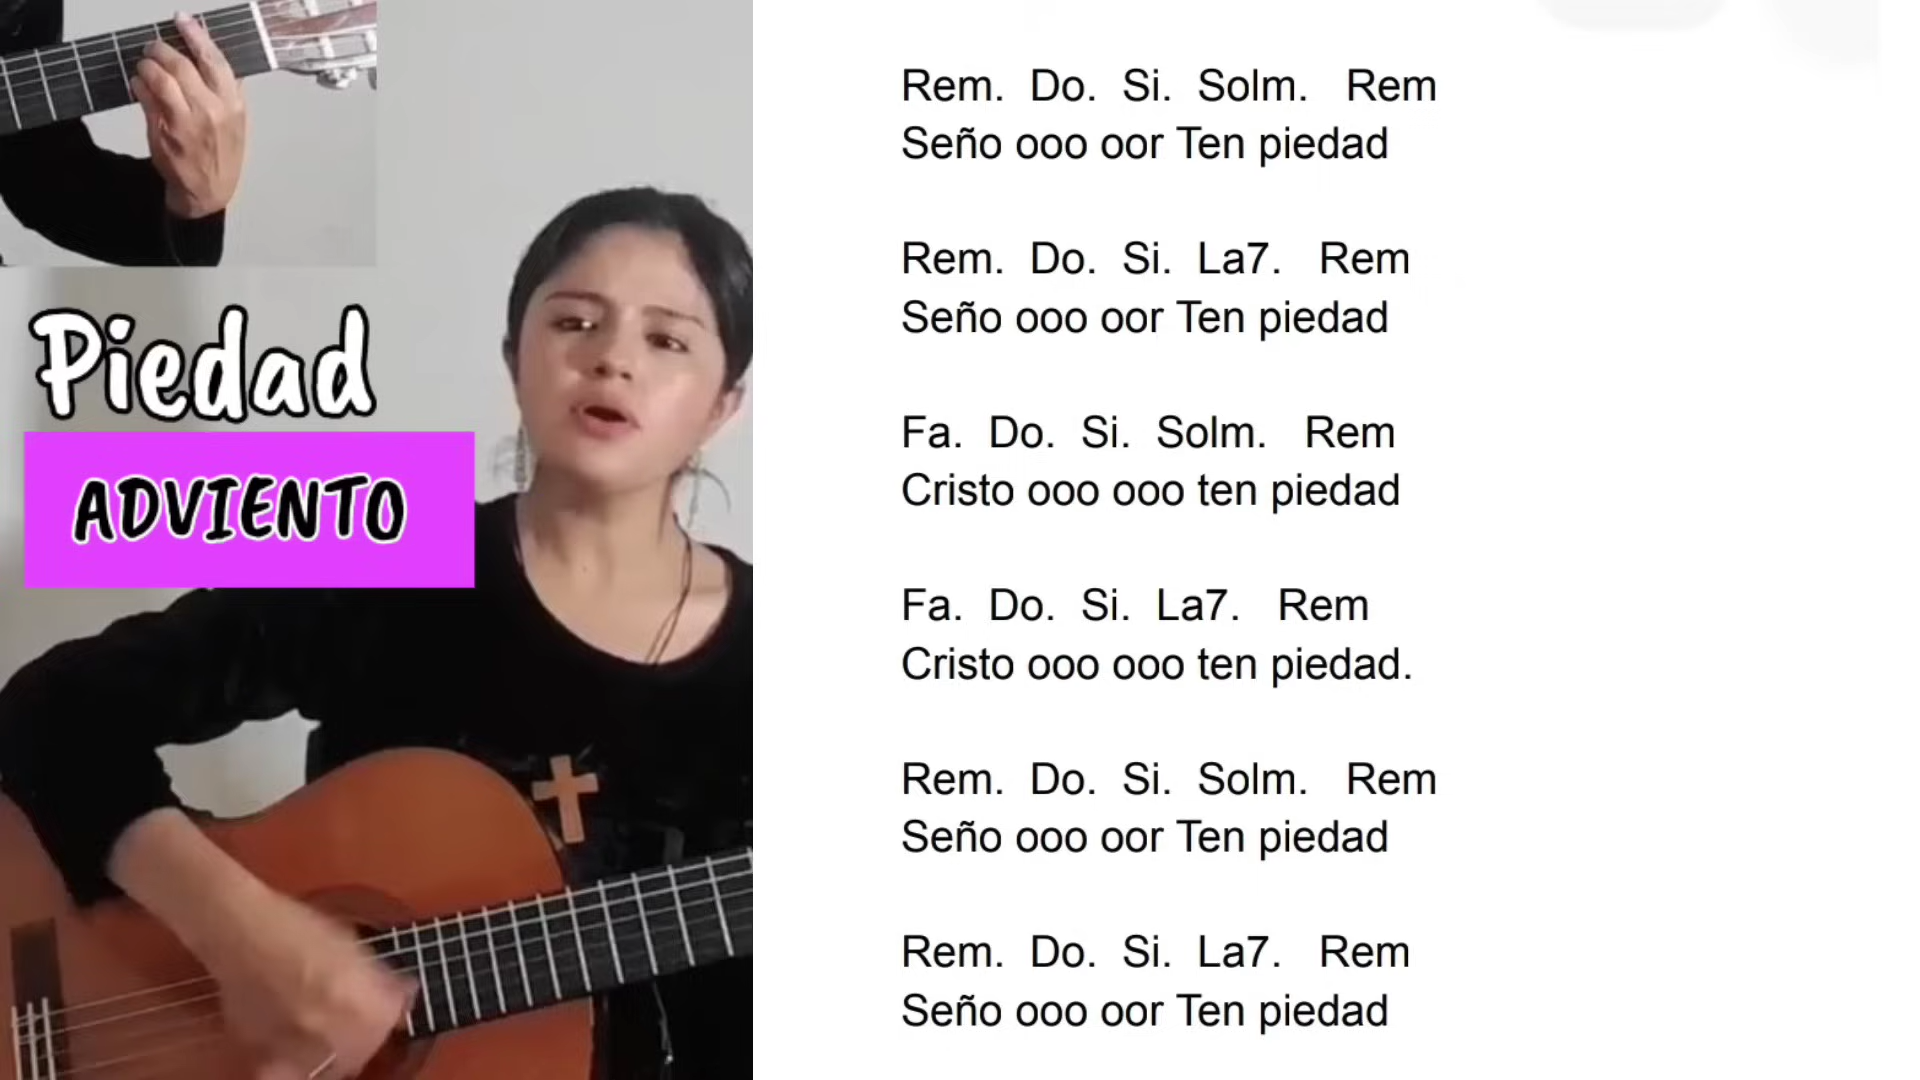 Piedad
ADVIENTO
Rem. Do. Si. Solm. Rem
Seño ooo oor Ten piedad
Rem. Do. Si. La7. Rem
Seño ooo oor Ten piedad
Fa. Do. Si. Solm. Rem
Cristo ooo ooo ten piedad
Fa. Do. Si. La7. Rem
Cristo ooo ooo ten piedad.
Rem. Do. Si. Solm. Rem
Seño ooo oor Ten piedad
Rem. Do. Si. La7. Rem
Seño ooo oor Ten piedad